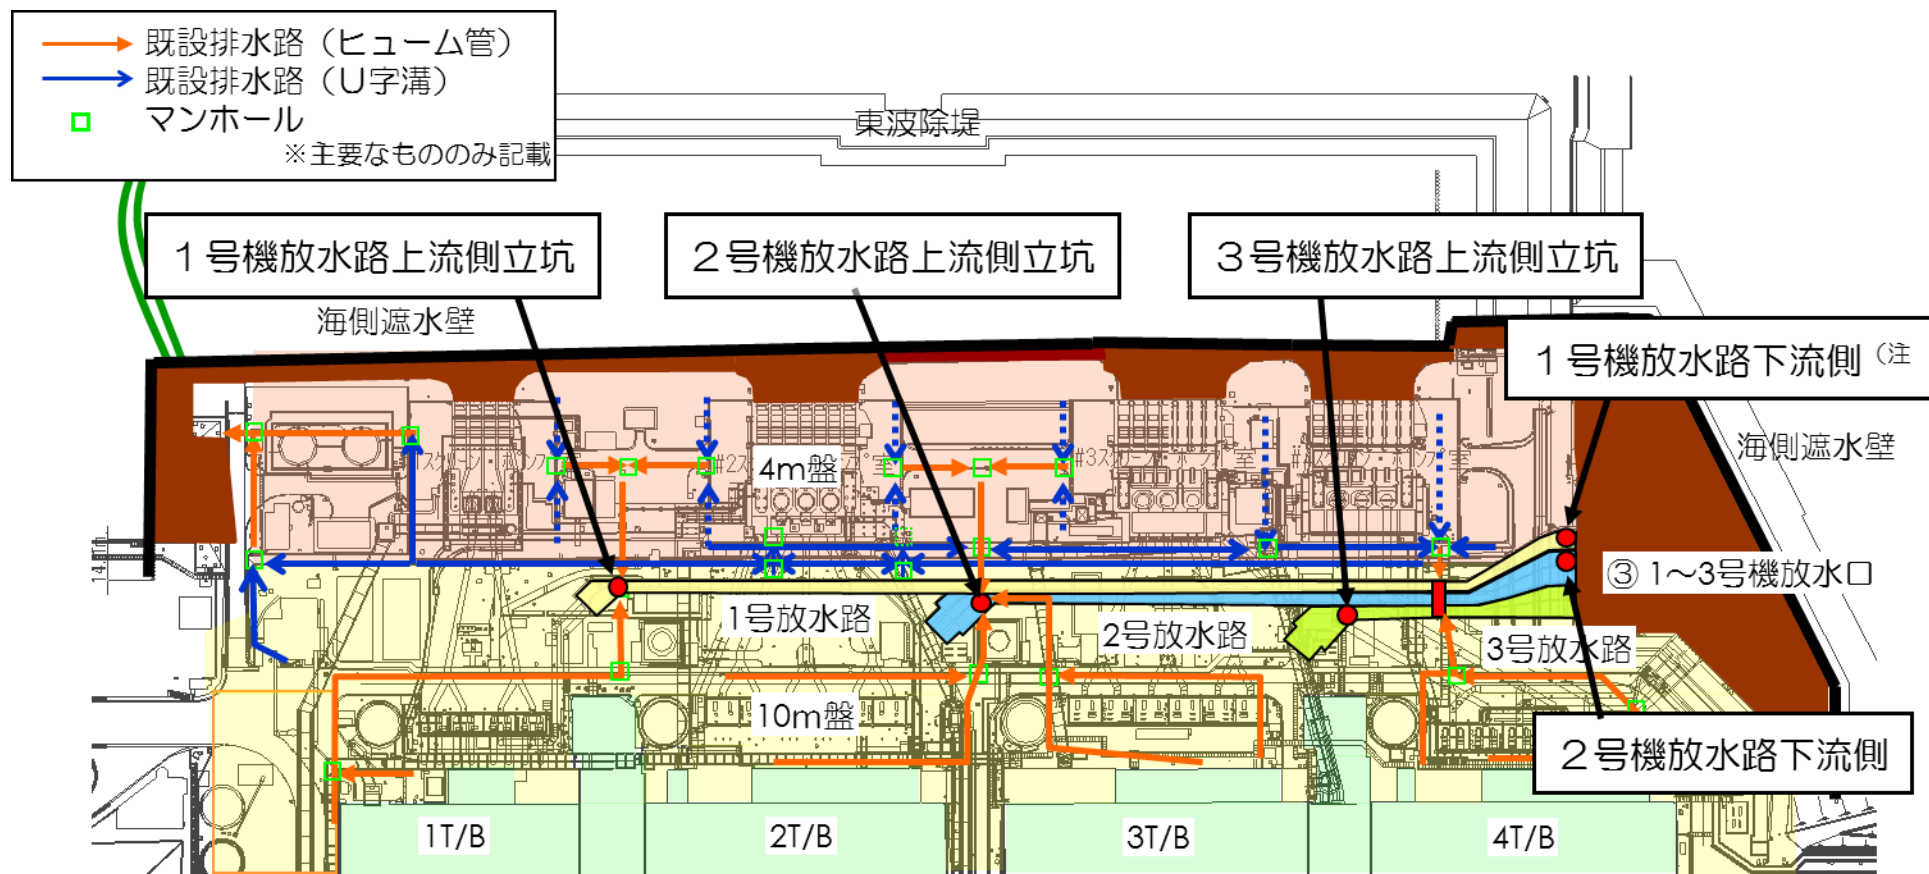 既設排水路（ヒューム管）
既設排水路（U字溝）
マンホール
※主要なもののみ記載
東波除堤
１号機放水路上流側立坑
２号機放水路上流側立坑
３号機放水路上流側立坑
海側遮水壁
１号機放水路下流側（注
海側遮水壁
4m盤
③ 1～3号機放水口
1号放水路
2号放水路
3号放水路
10m盤
２号機放水路下流側
1T/B
2T/B
3T/B
4T/B